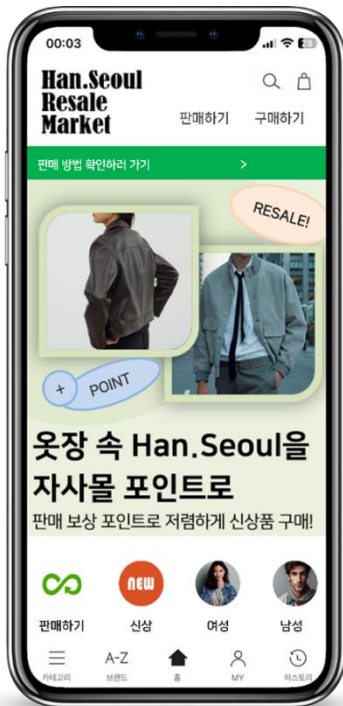 00:03
28
Han.Seoul
Resale
Market
판매하기 구매하기
판매 방법 확인하러 가기 >
RESALE!
+ POINT
옷장 속 Han.Seoul을
자사몰 포인트로
판매 보상 포인트로 저렴하게 신상품 구매!
NEW
판매하기 신상 여성 남성
A-Z
카테고리 브랜드 홈 MY 히스토리